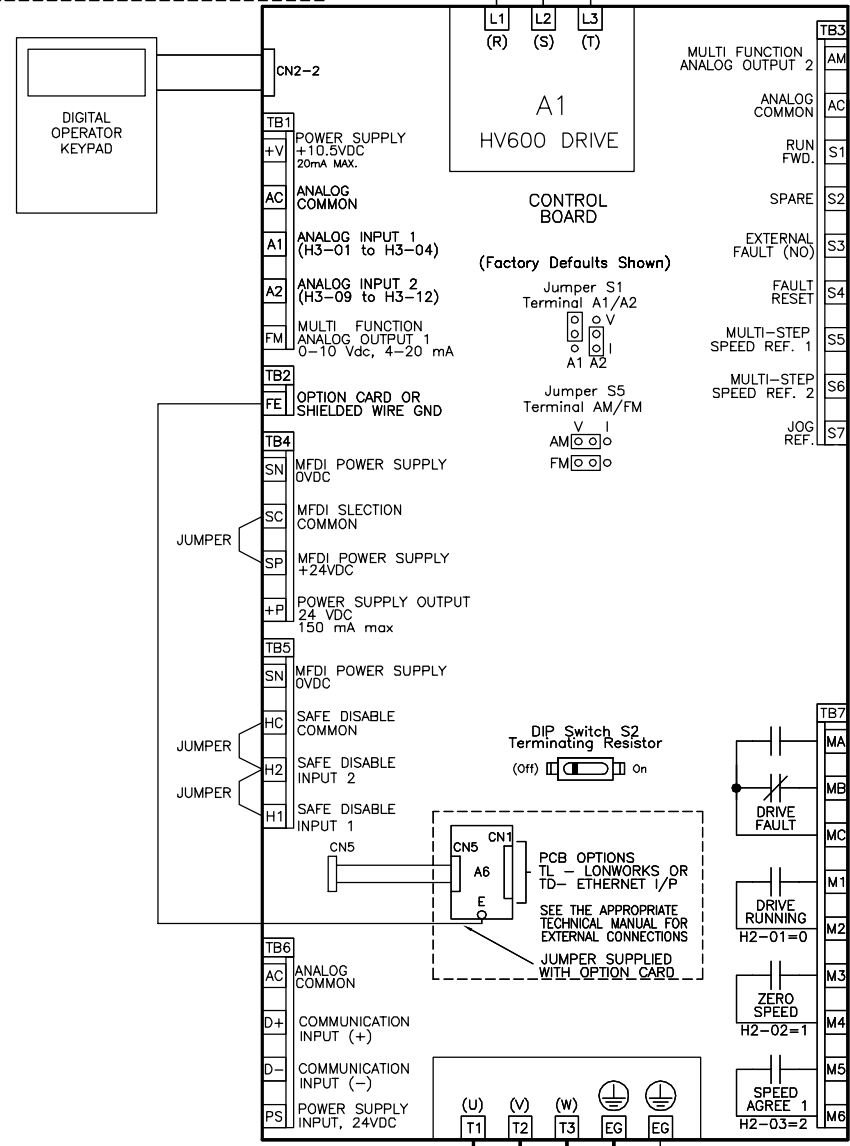 L1 L2 L3
(R) (S) (T)
A1
HV600 DRIVE
DIGITAL
OPERATOR
KEYPAD
CN2-2
TB1
+V POWER SUPPLY
+10.5VDC
20mA MAX.
AC ANALOG
COMMON
A1 ANALOG INPUT 1
(H3-01 to H3-04)
A2 ANALOG INPUT 2
(H3-09 to H3-12)
FM MULTI FUNCTION
ANALOG OUTPUT 1
0-10 Vdc, 4-20 mA
TB2
FE OPTION CARD OR
SHIELDED WIRE GND
TB4
SN MFDI POWER SUPPLY
0VDC
SC MFDI SLECTION
COMMON
JUMPER
SP MFDI POWER SUPPLY
+24VDC
+P POWER SUPPLY OUTPUT
24 VDC
150 mA max
TB5
SN MFDI POWER SUPPLY
0VDC
HC SAFE DISABLE
COMMON
JUMPER
H2 SAFE DISABLE
INPUT 2
JUMPER
H1 SAFE DISABLE
INPUT 1
TB6
AC ANALOG
COMMON
D+ COMMUNICATION
INPUT (+)
D- COMMUNICATION
INPUT (-)
PS POWER SUPPLY
INPUT, 24VDC
CONTROL
BOARD
(Factory Defaults Shown)
Jumper S1
Terminal A1/A2
V
I
A1 A2
Jumper S5
Terminal AM/FM
V I
AM
FM
DIP Switch S2
Terminating Resistor
(Off) On
CN5
CN5 CN1
A6
E
PCB OPTIONS
TL - LONWORKS OR
TD- ETHERNET I/P
SEE THE APPROPRIATE
TECHNICAL MANUAL FOR
EXTERNAL CONNECTIONS
JUMPER SUPPLIED
WITH OPTION CARD
(U) (V) (W)
T1 T2 T3 EG EG
TB3
MULTI FUNCTION
ANALOG OUTPUT 2 AM
ANALOG
COMMON AC
RUN
FWD. S1
SPARE S2
EXTERNAL
FAULT (NO) S3
FAULT
RESET S4
MULTI-STEP
SPEED REF. 1 S5
MULTI-STEP
SPEED REF. 2 S6
JOG
REF. S7
TB7
MA
MB
DRIVE
FAULT
MC
M1
DRIVE
RUNNING
M2
H2-01=0
M3
ZERO
SPEED
M4
H2-02=1
M5
SPEED
AGREE 1
M6
H2-03=2